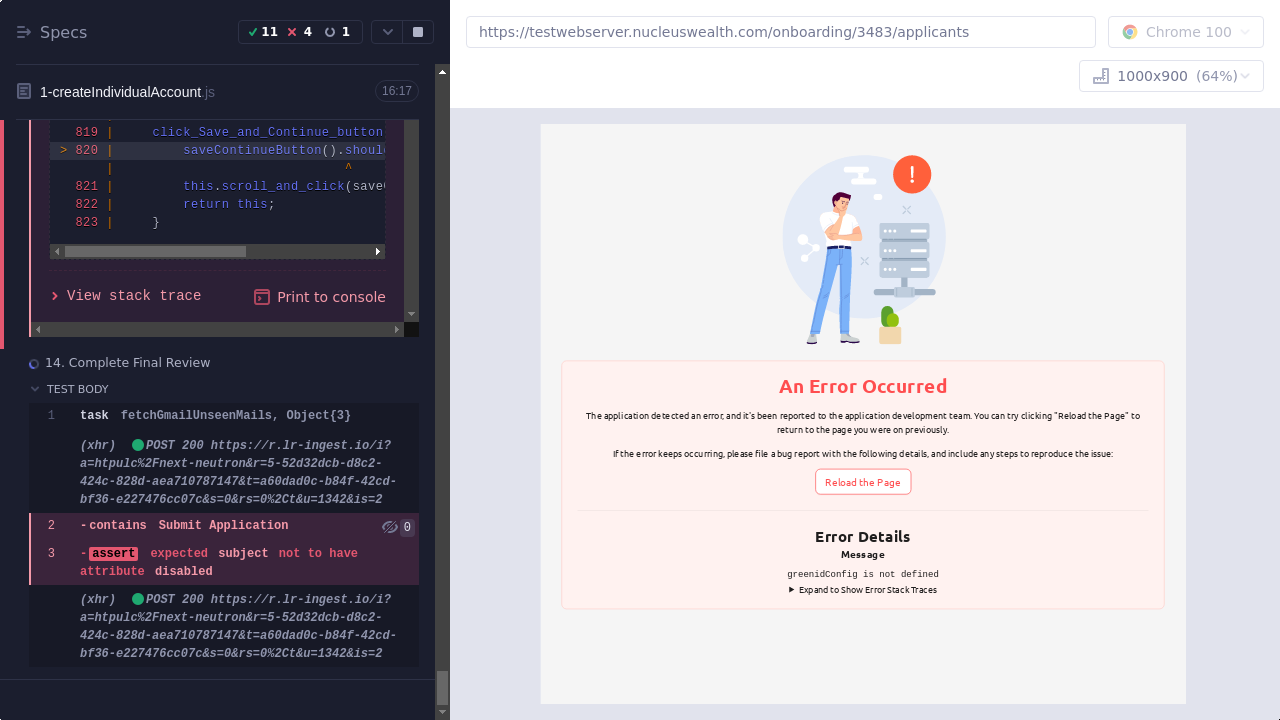 Specs
11
4
1
https://testwebserver.nucleuswealth.com/onboarding/3483/applicants
Chrome 100
1000x900 (64%)
1-createIndividualAccount.js
16:17
819 | click_Save_and_Continue_button
> 820 | saveContinueButton().should
| ^
821 | this.scroll_and_click(save
822 | return this;
823 | }
View stack trace
Print to console
14. Complete Final Review
TEST BODY
1 task fetchGmailUnseenMails, Object{3}
(xhr) POST 200 https://r.lr-ingest.io/i?
a=htpulc%2Fnext-neutron&r=5-52d32dcb-d8c2-
424c-828d-aea710787147&t=a60dad0c-b84f-42cd-
bf36-e227476cc07c&s=0&rs=0%2Ct&u=1342&is=2
2 -contains Submit Application 0
3 -assert expected subject not to have
attribute disabled
(xhr) POST 200 https://r.lr-ingest.io/i?
a=htpulc%2Fnext-neutron&r=5-52d32dcb-d8c2-
424c-828d-aea710787147&t=a60dad0c-b84f-42cd-
bf36-e227476cc07c&s=0&rs=0%2Ct&u=1342&is=2
!
An Error Occurred
The application detected an error, and it's been reported to the application development team. You can try clicking "Reload the Page" to
return to the page you were on previously.
If the error keeps occurring, please file a bug report with the following details, and include any steps to reproduce the issue:
Reload the Page
Error Details
Message
greenidConfig is not defined
Expand to Show Error Stack Traces